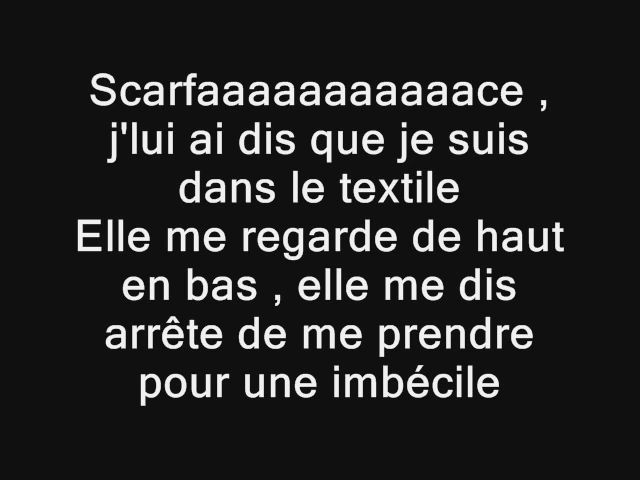 Scarfaaaaaaaaaaaace ,
j'lui ai dis que je suis
dans le textile
Elle me regarde de haut
en bas , elle me dis
arrête de me prendre
pour une imbécile